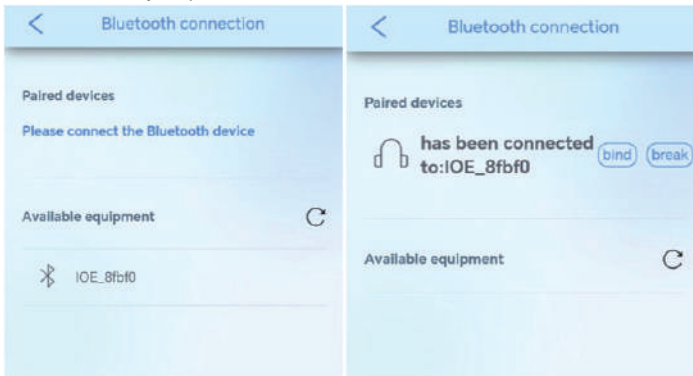 Bluetooth connection
Paired devices
Please connect the Bluetooth device
Available equipment
IOE_8fbf0
Bluetooth connection
Paired devices
has been connected
to:IOE_8fbf0
bind
break
Available equipment